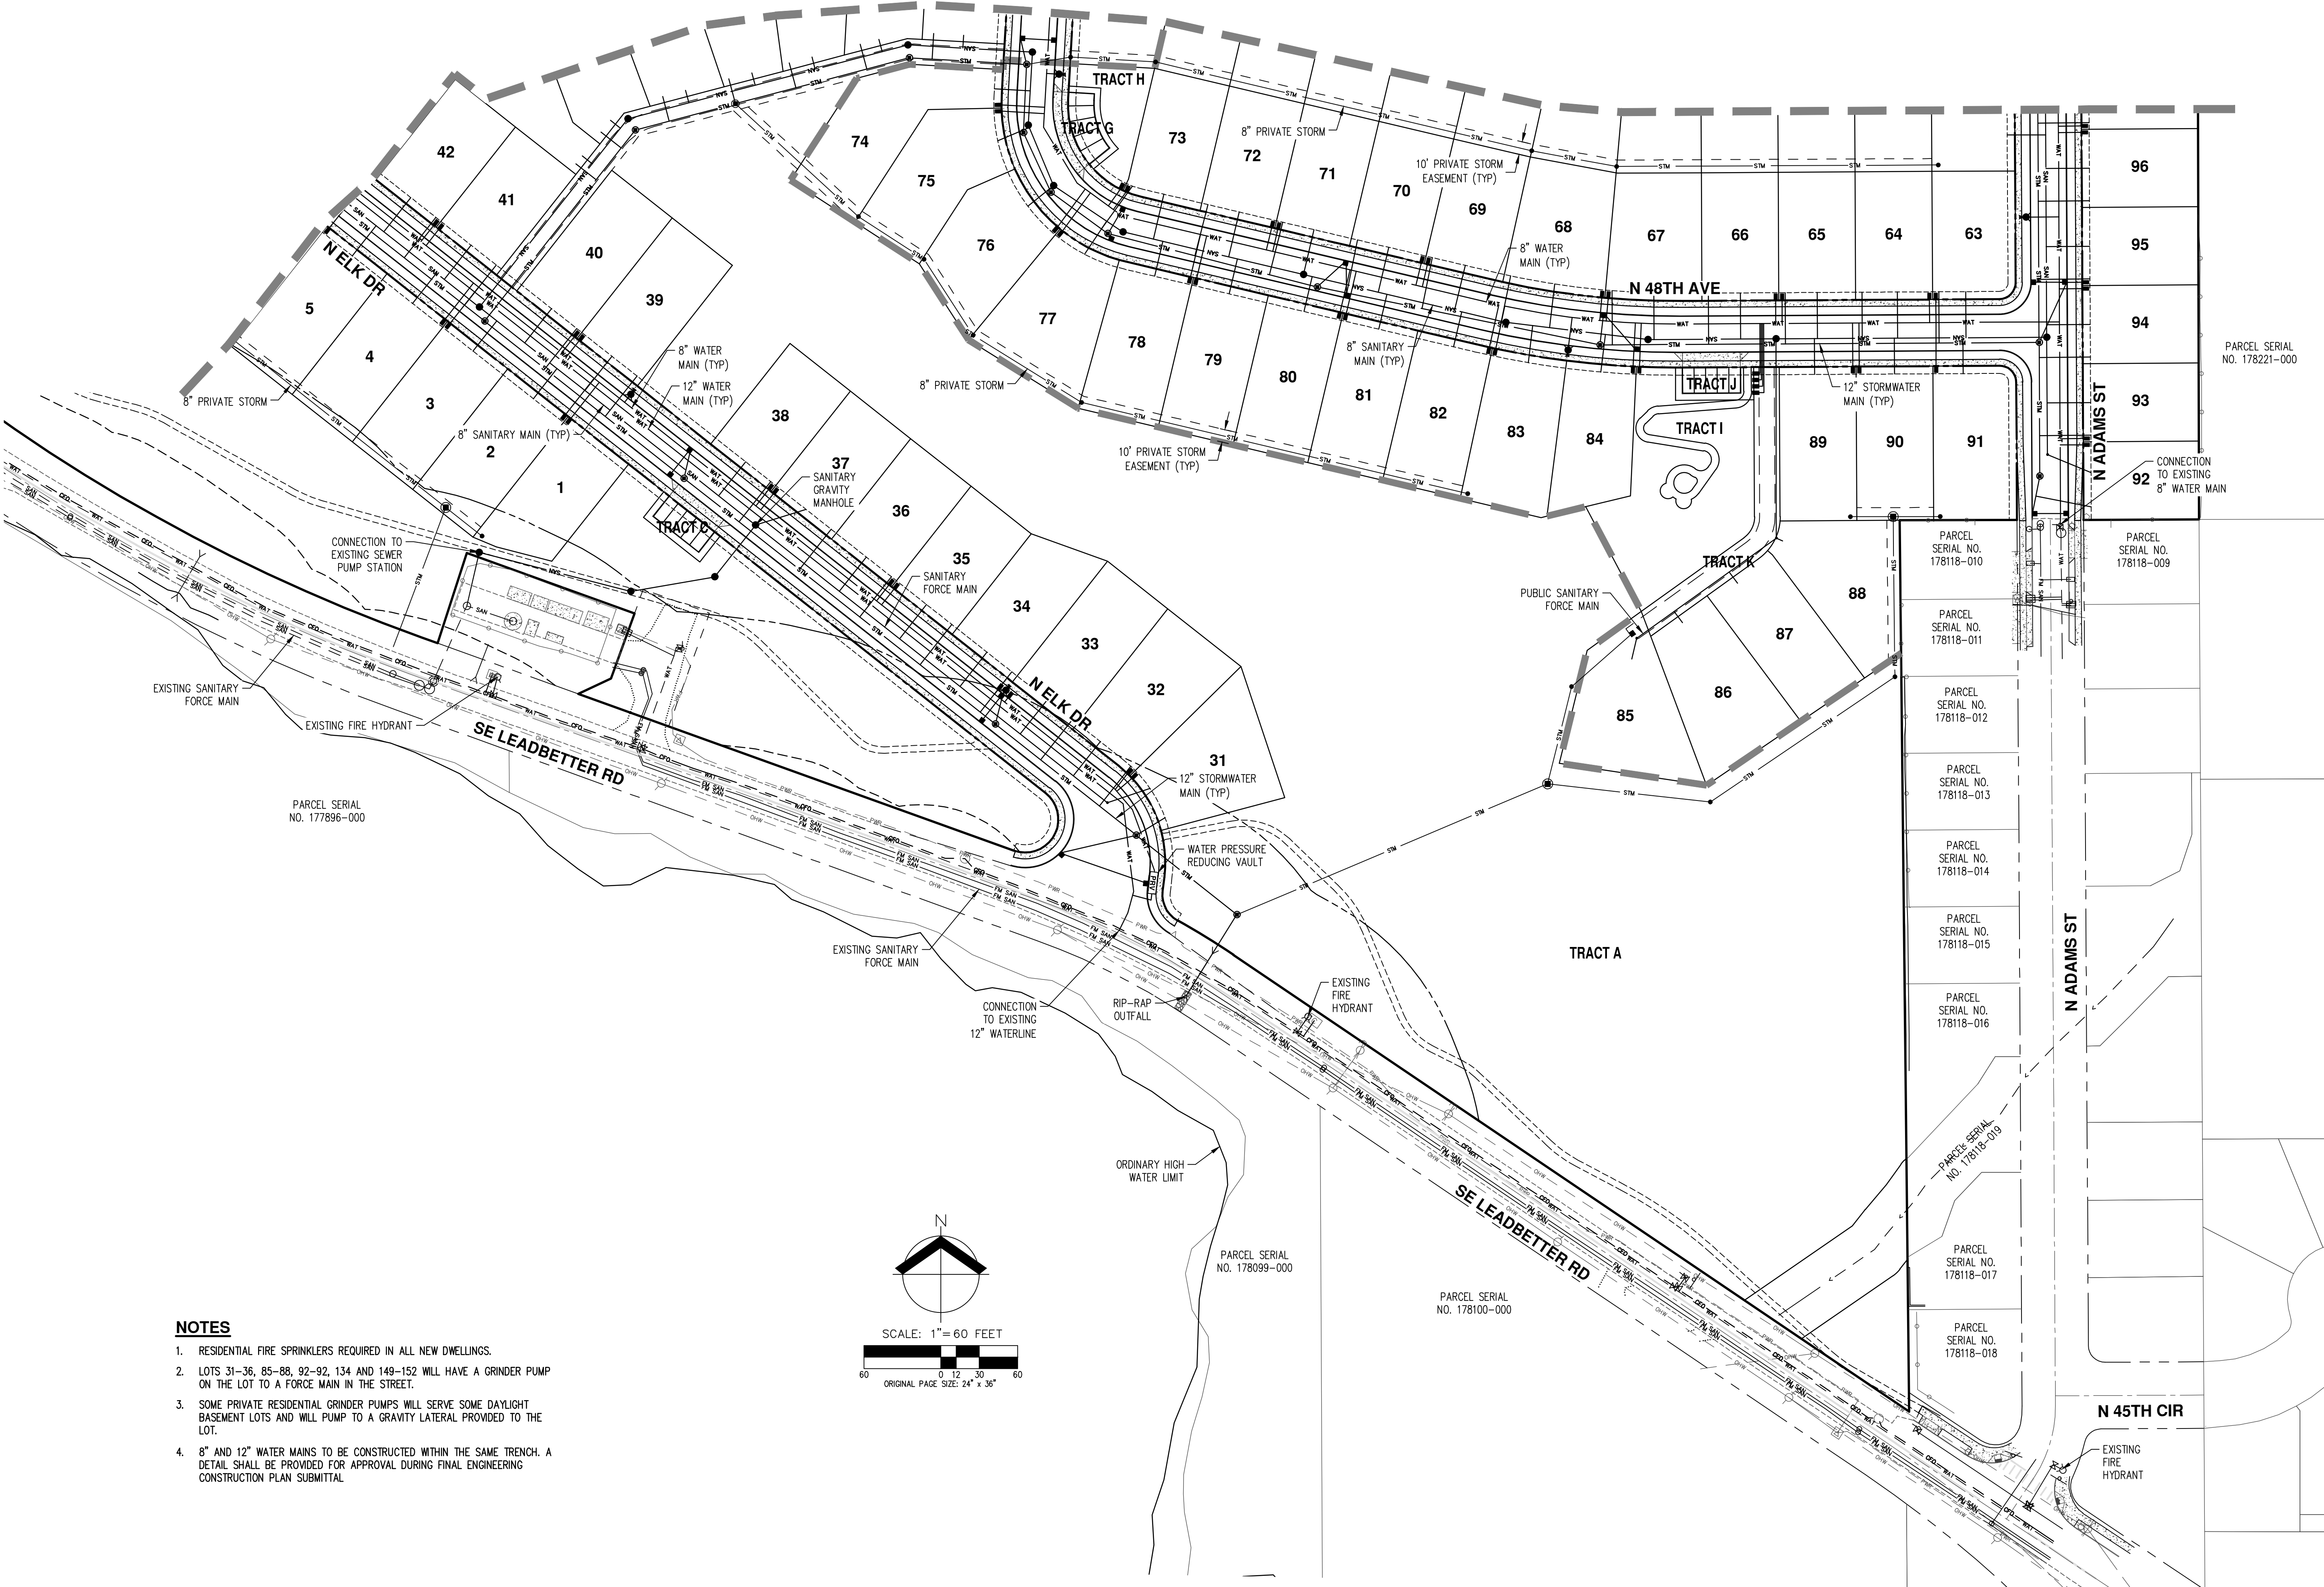 TRACT H
TRACT G
42
41
40
39
5
4
3
2
1
N ELK DR
8" PRIVATE STORM
8" SANITARY MAIN (TYP)
8" WATER
MAIN (TYP)
12" WATER
MAIN (TYP)
38
37
36
35
34
33
32
31
SANITARY
GRAVITY
MANHOLE
TRACT C
SANITARY
FORCE MAIN
N ELK DR
CONNECTION TO
EXISTING SEWER
PUMP STATION
EXISTING SANITARY
FORCE MAIN
EXISTING FIRE HYDRANT
SE LEADBETTER RD
PARCEL SERIAL
NO. 177896-000
12" STORMWATER
MAIN (TYP)
WATER PRESSURE
REDUCING VAULT
PRV
EXISTING SANITARY
FORCE MAIN
CONNECTION
TO EXISTING
12" WATERLINE
RIP-RAP
OUTFALL
EXISTING
FIRE
HYDRANT
74
75
76
77
78
79
80
81
82
83
84
8" PRIVATE STORM
10' PRIVATE STORM
EASEMENT (TYP)
8" SANITARY
MAIN (TYP)
73
72
71
70
69
68
67
66
65
64
63
8" PRIVATE STORM
10' PRIVATE STORM
EASEMENT (TYP)
8" WATER
MAIN (TYP)
N 48TH AVE
TRACT J
TRACT I
12" STORMWATER
MAIN (TYP)
89
90
91
96
95
94
93
92
N ADAMS ST
PARCEL SERIAL
NO. 178221-000
CONNECTION
TO EXISTING
8" WATER MAIN
TRACT K
PUBLIC SANITARY
FORCE MAIN
88
87
86
85
PARCEL
SERIAL NO.
178118-010
PARCEL
SERIAL NO.
178118-009
PARCEL
SERIAL NO.
178118-011
PARCEL
SERIAL NO.
178118-012
PARCEL
SERIAL NO.
178118-013
PARCEL
SERIAL NO.
178118-014
PARCEL
SERIAL NO.
178118-015
PARCEL
SERIAL NO.
178118-016
N ADAMS ST
TRACT A
PARCEL SERIAL
NO. 178118-019
PARCEL
SERIAL NO.
178118-017
PARCEL
SERIAL NO.
178118-018
N 45TH CIR
EXISTING
FIRE
HYDRANT
ORDINARY HIGH
WATER LIMIT
SE LEADBETTER RD
PARCEL SERIAL
NO. 178099-000
PARCEL SERIAL
NO. 178100-000
N
SCALE: 1"=60 FEET
60 0 12 30 60
ORIGINAL PAGE SIZE: 24" x 36"
NOTES
1. RESIDENTIAL FIRE SPRINKLERS REQUIRED IN ALL NEW DWELLINGS.
2. LOTS 31-36, 85-88, 92-92, 134 AND 149-152 WILL HAVE A GRINDER PUMP
ON THE LOT TO A FORCE MAIN IN THE STREET.
3. SOME PRIVATE RESIDENTIAL GRINDER PUMPS WILL SERVE SOME DAYLIGHT
BASEMENT LOTS AND WILL PUMP TO A GRAVITY LATERAL PROVIDED TO THE
LOT.
4. 8" AND 12" WATER MAINS TO BE CONSTRUCTED WITHIN THE SAME TRENCH. A
DETAIL SHALL BE PROVIDED FOR APPROVAL DURING FINAL ENGINEERING
CONSTRUCTION PLAN SUBMITTAL